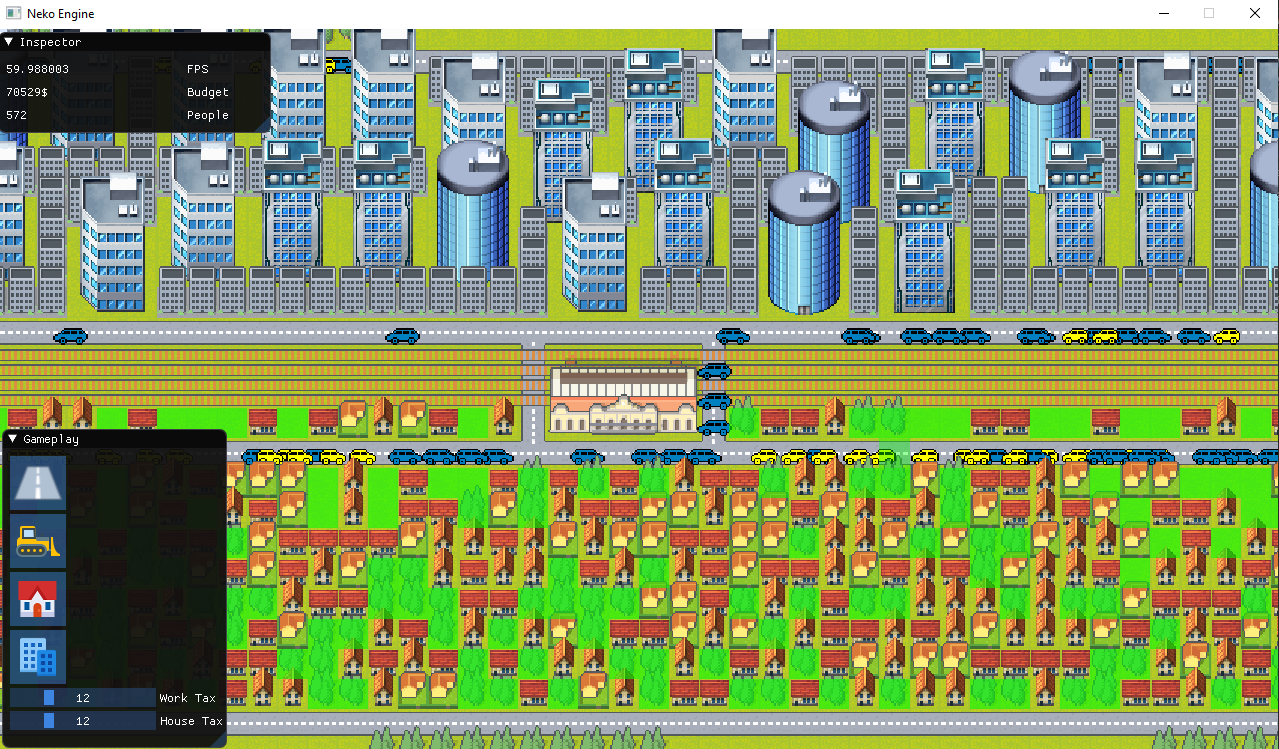 Neko Engine
Inspector
59.988003 FPS
70529$ Budget
572 People
Gameplay
12 Work Tax
12 House Tax